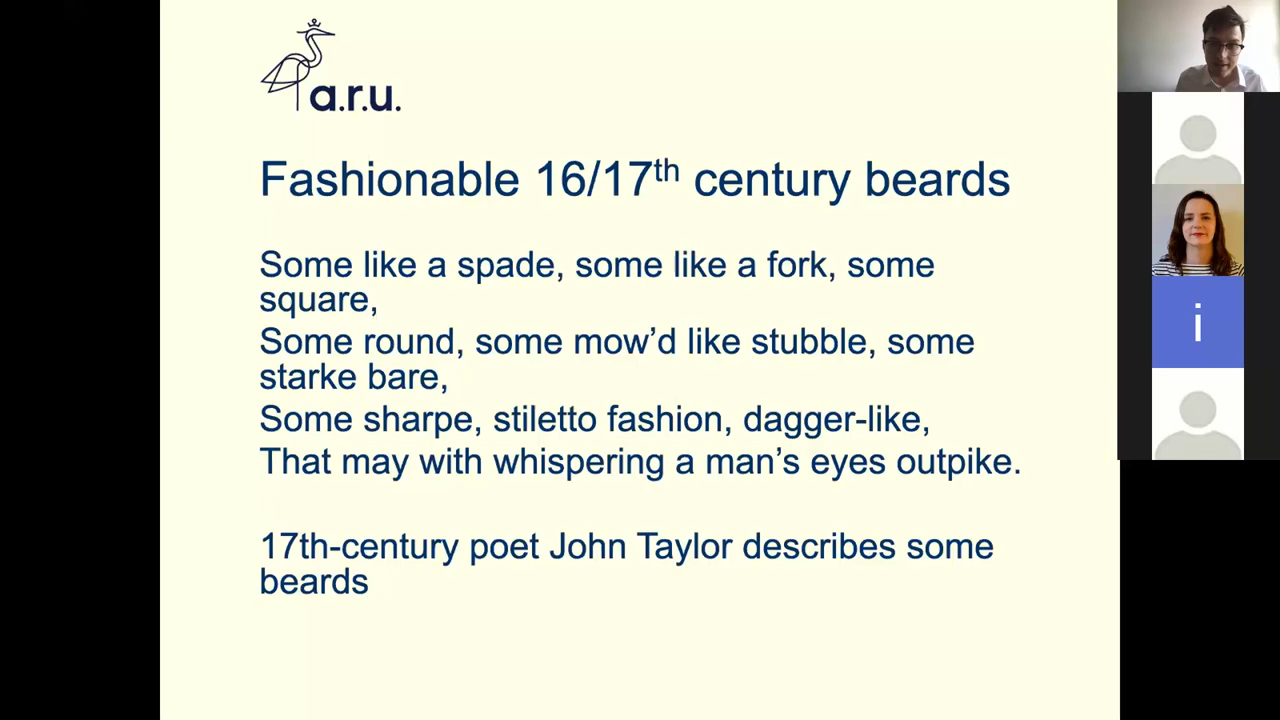 a.r.u.
Fashionable 16/17th century beards
Some like a spade, some like a fork, some
square,
Some round, some mow’d like stubble, some
starke bare,
Some sharpe, stiletto fashion, dagger-like,
That may with whispering a man’s eyes outpike.
17th-century poet John Taylor describes some
beards
i